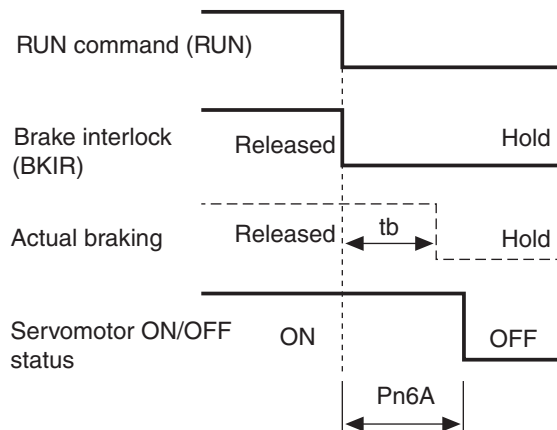 RUN command (RUN)
Brake interlock
(BKIR)
Released
Hold
Actual braking
Released
tb
Hold
Servomotor ON/OFF
status
ON
OFF
Pn6A